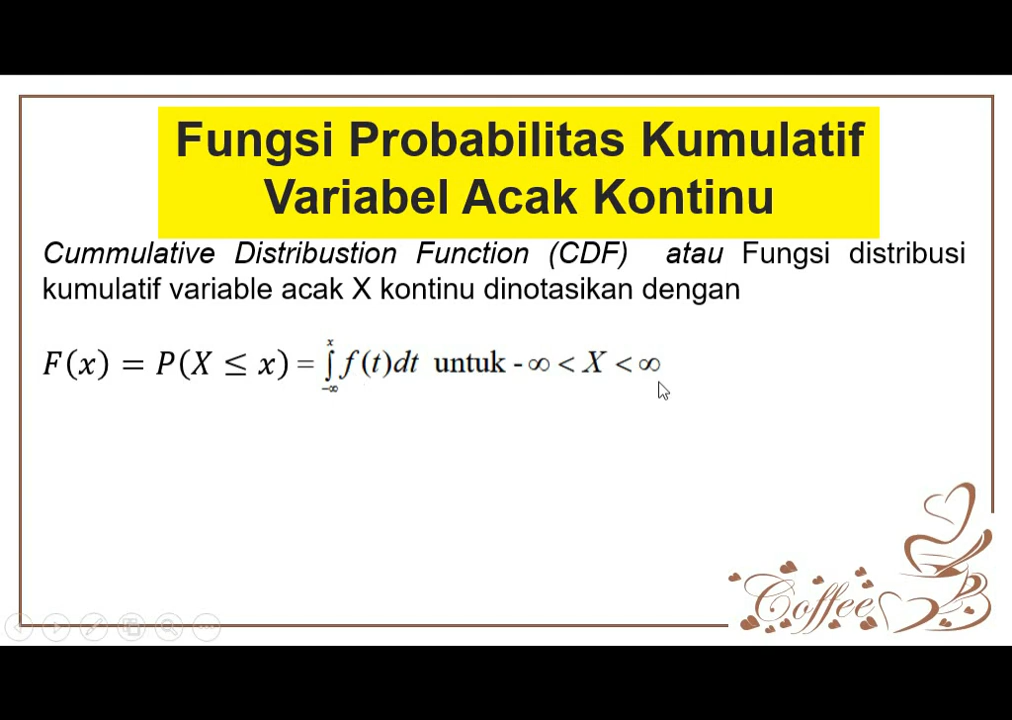 Fungsi Probabilitas Kumulatif
Variabel Acak Kontinu
Cummulative Distribustion Function (CDF) atau Fungsi distribusi
kumulatif variable acak X kontinu dinotasikan dengan
F(x) = P(X ≤ x) = ∫_{-∞}^{x} f(t)dt untuk - ∞ < X < ∞
Coffee